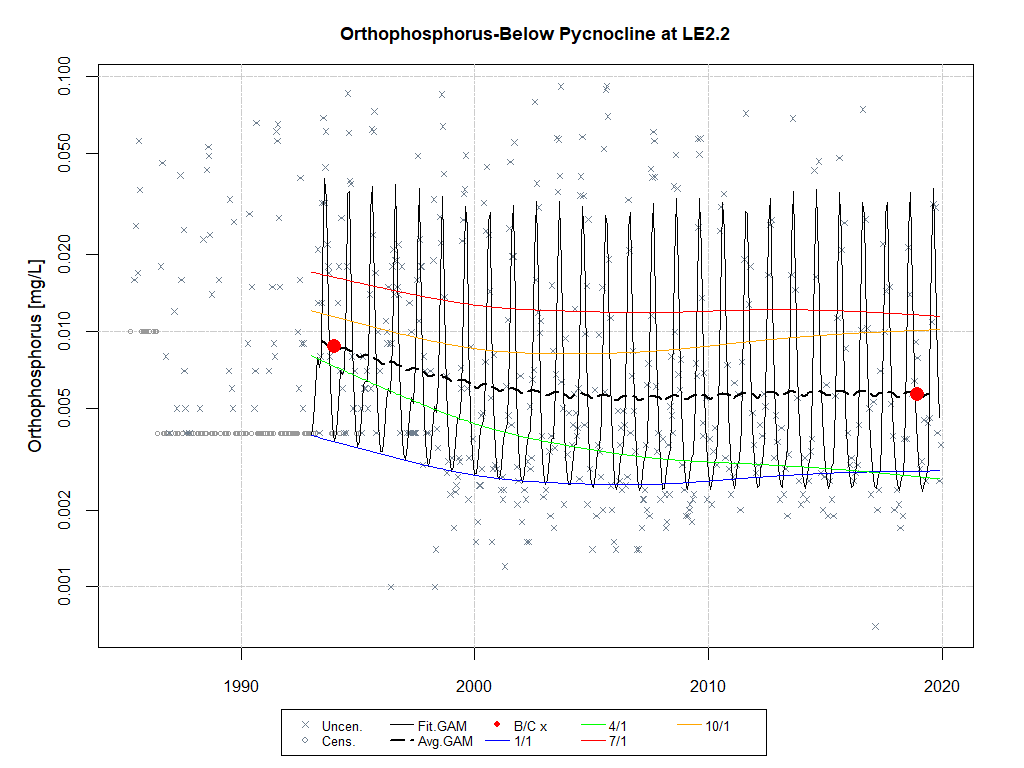 Orthophosphorus-Below Pycnocline at LE2.2
Orthophosphorus [mg/L]
0.100
0.050
0.020
0.010
0.005
0.002
0.001
1990 2000 2010 2020
Uncen. Fit.GAM B/C x 4/1 10/1
Cens. Avg.GAM 1/1 7/1